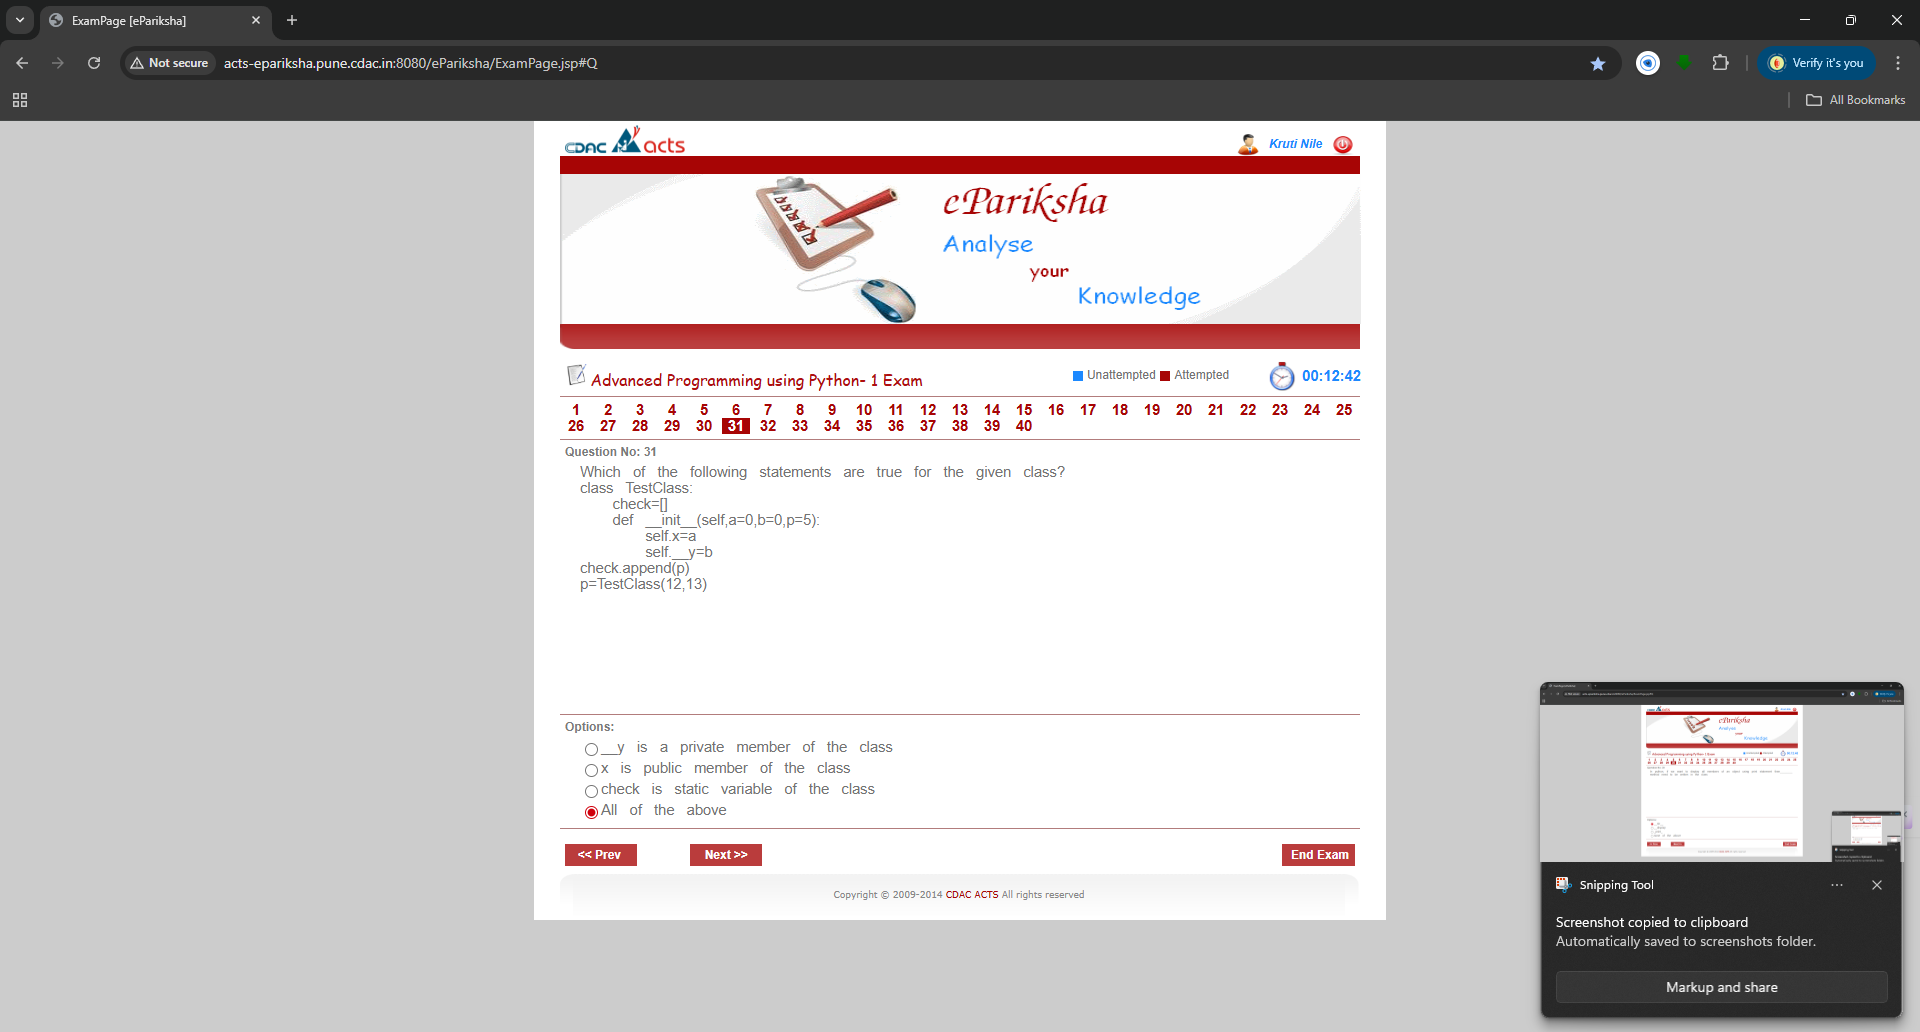 ExamPage [ePariksha]
Not secure
acts-epariksha.pune.cdac.in:8080/ePariksha/ExamPage.jsp#Q
Verify it's you
All Bookmarks
CDAC acts
Kruti Nile
ePariksha
Analyse
your
Knowledge
Advanced Programming using Python- 1 Exam
Unattempted Attempted
00:12:42
1 2 3 4 5 6 7 8 9 10 11 12 13 14 15 16 17 18 19 20 21 22 23 24 25
26 27 28 29 30 31 32 33 34 35 36 37 38 39 40
Question No: 31
Which of the following statements are true for the given class?
class TestClass:
check=[]
def __init__(self,a=0,b=0,p=5):
self.x=a
self.__y=b
check.append(p)
p=TestClass(12,13)
Options:
__y is a private member of the class
x is public member of the class
check is static variable of the class
All of the above
<< Prev
Next >>
End Exam
Copyright © 2009-2014 CDAC ACTS All rights reserved
Snipping Tool
Screenshot copied to clipboard
Automatically saved to screenshots folder.
Markup and share